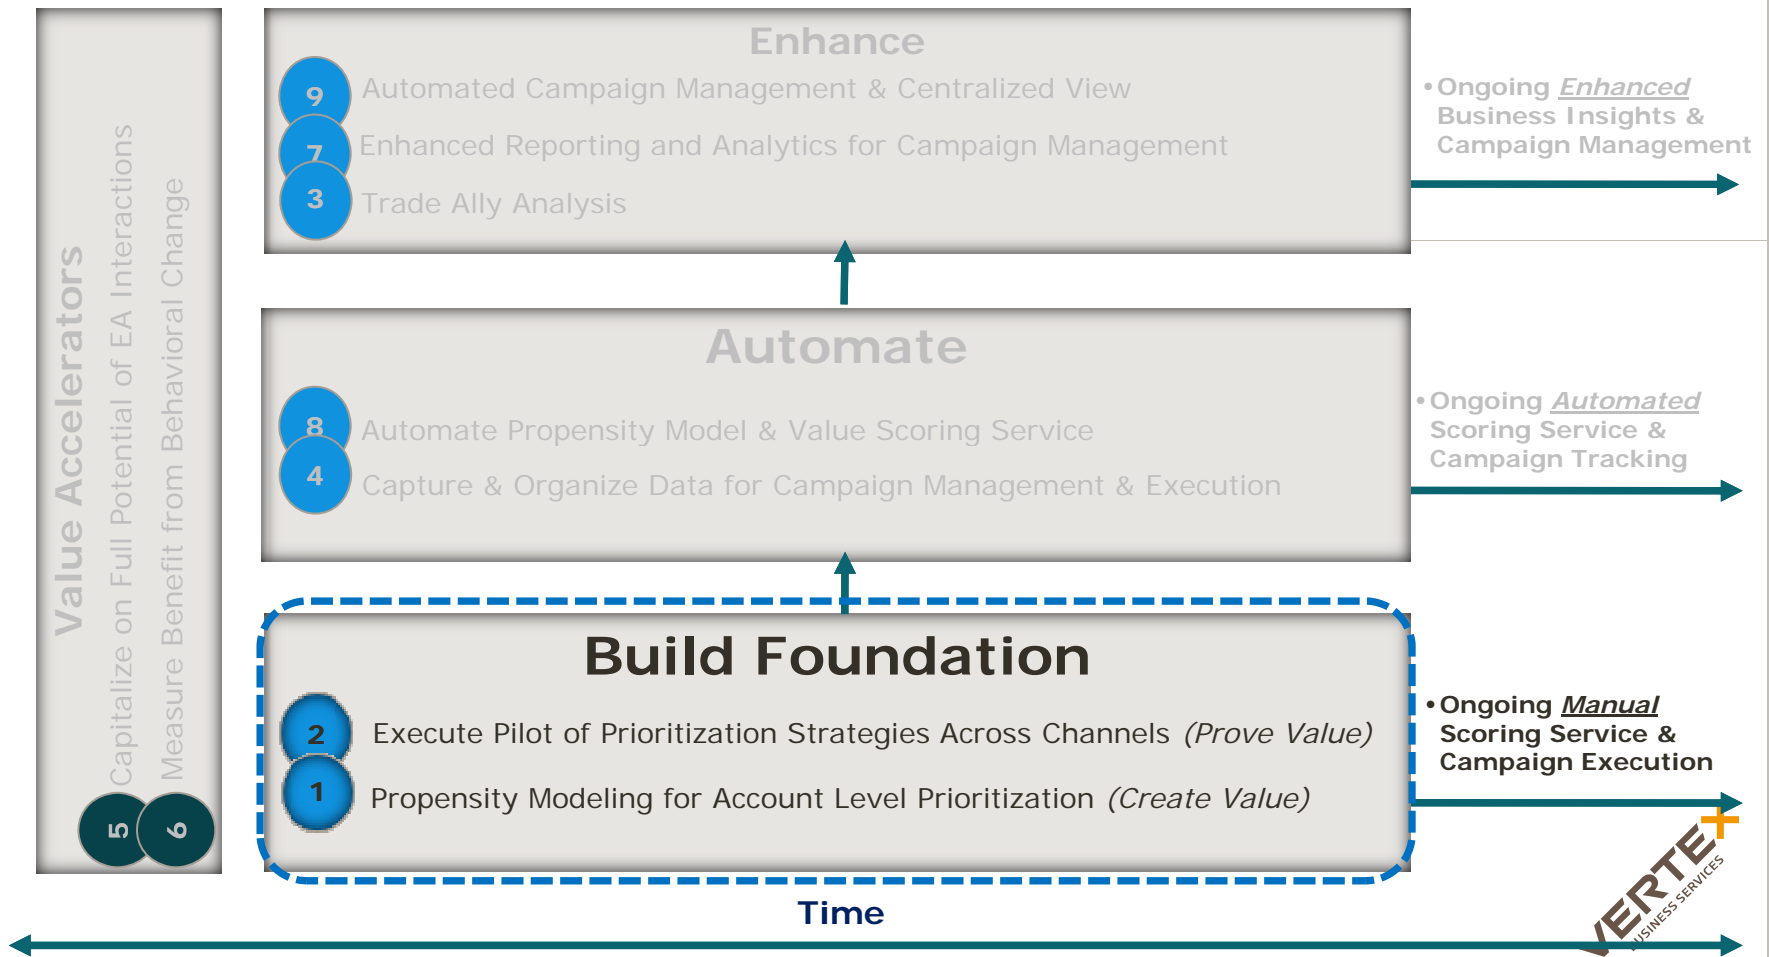 Value Accelerators
Capitalize on Full Potential of EA Interactions
Measure Benefit from Behavioral Change
5
6
Enhance
9
Automated Campaign Management & Centralized View
7
Enhanced Reporting and Analytics for Campaign Management
3
Trade Ally Analysis
•Ongoing Enhanced
Business Insights &
Campaign Management
Automate
8
Automate Propensity Model & Value Scoring Service
4
Capture & Organize Data for Campaign Management & Execution
•Ongoing Automated
Scoring Service &
Campaign Tracking
Build Foundation
2
Execute Pilot of Prioritization Strategies Across Channels (Prove Value)
1
Propensity Modeling for Account Level Prioritization (Create Value)
•Ongoing Manual
Scoring Service &
Campaign Execution
Time
VERTEX
BUSINESS SERVICES